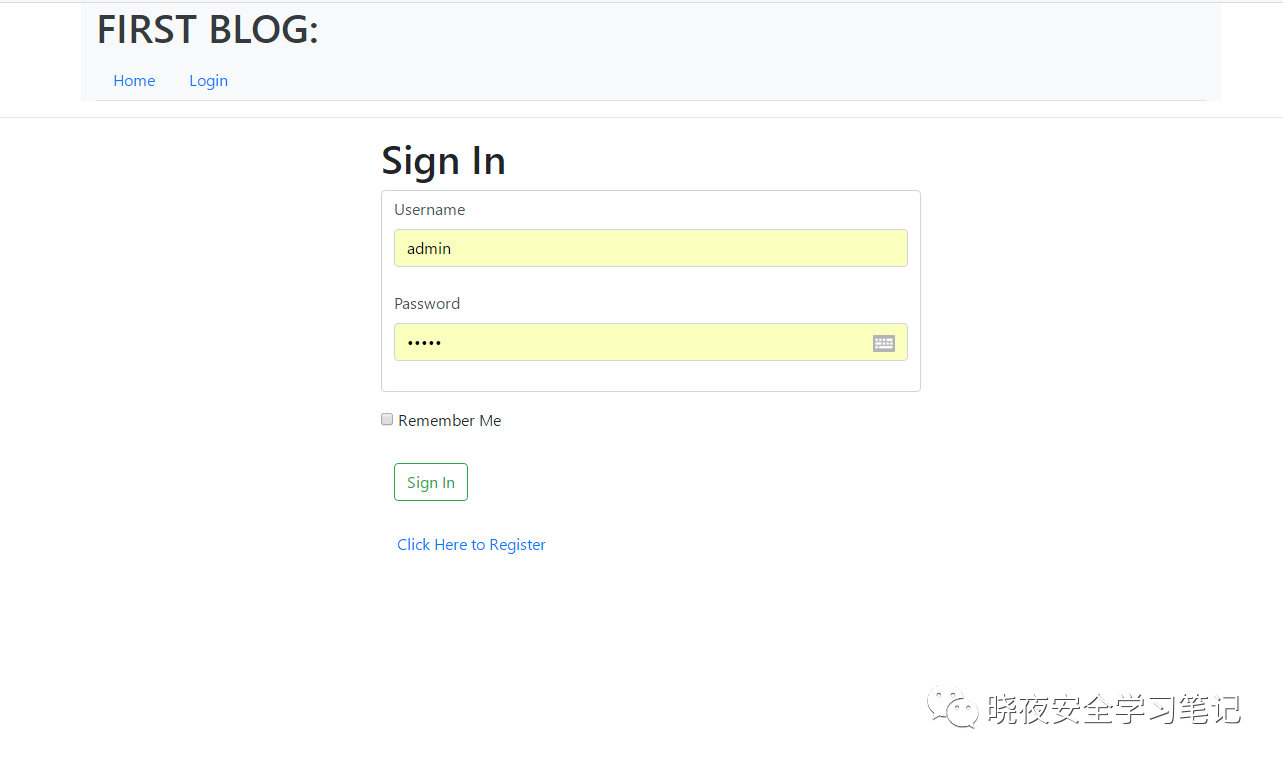 FIRST BLOG:
Home Login
Sign In
Username
admin
Password
•••••
Remember Me
Sign In
Click Here to Register
晓夜安全学习笔记